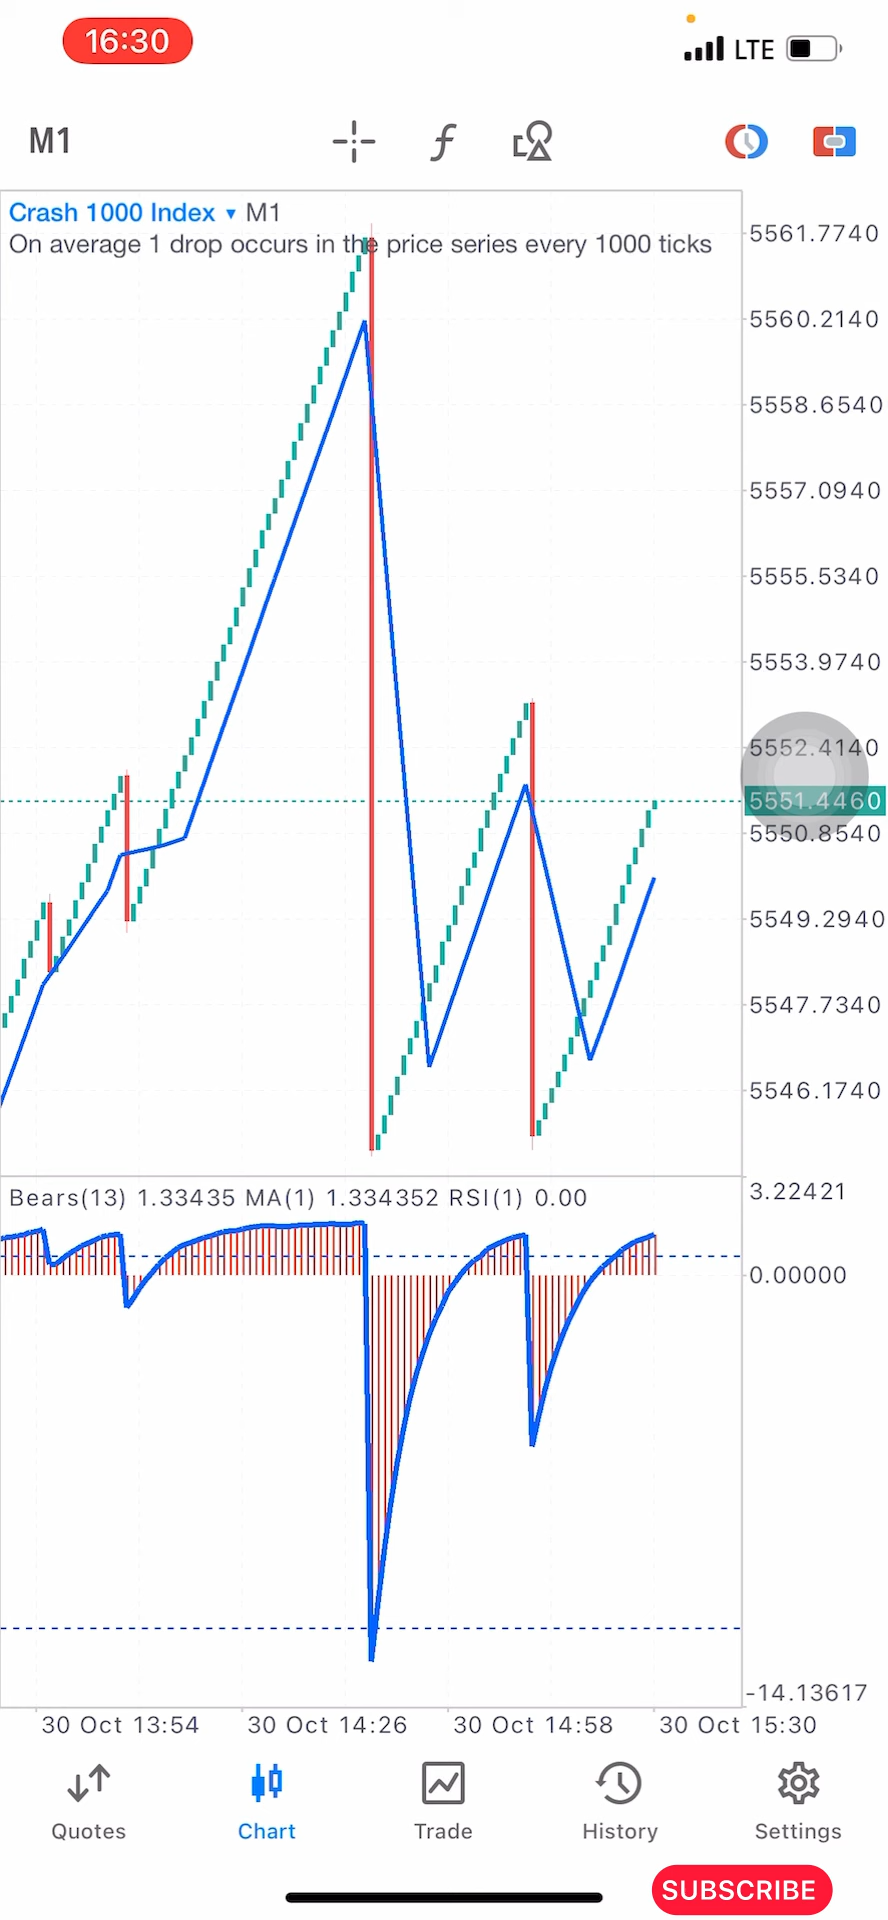 16:30
LTE
M1
Crash 1000 Index ▾ M1
On average 1 drop occurs in the price series every 1000 ticks
5561.7740
5560.2140
5558.6540
5557.0940
5555.5340
5553.9740
5552.4140
5551.4460
5550.8540
5549.2940
5547.7340
5546.1740
Bears(13) 1.33435 MA(1) 1.334352 RSI(1) 0.00
3.22421
0.00000
-14.13617
30 Oct 13:54 30 Oct 14:26 30 Oct 14:58 30 Oct 15:30
Quotes Chart Trade History Settings
SUBSCRIBE